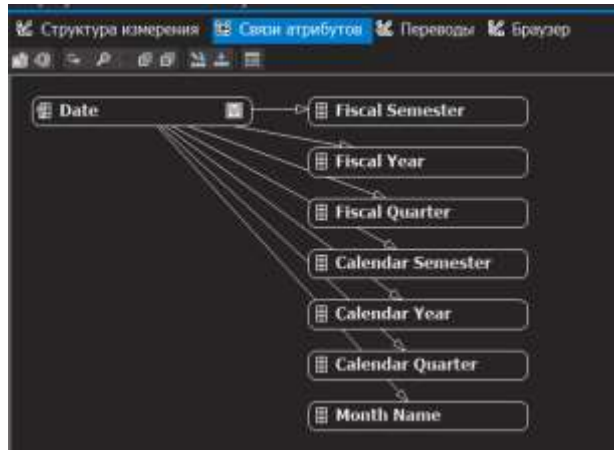 Структура измерения Связи атрибутов Переводы Браузер
Date
Fiscal Semester
Fiscal Year
Fiscal Quarter
Calendar Semester
Calendar Year
Calendar Quarter
Month Name